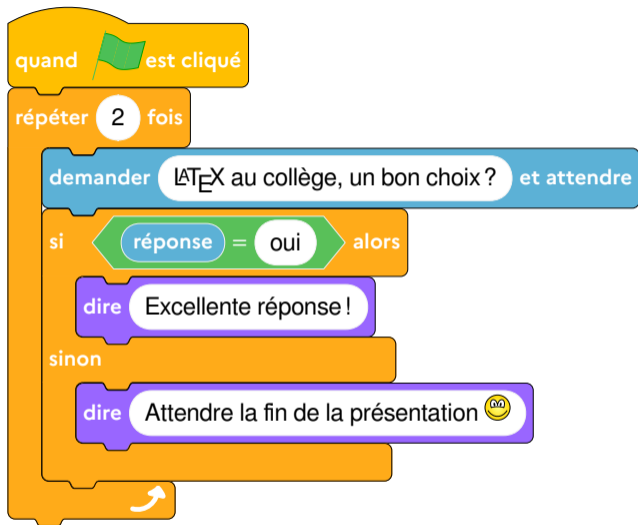 quand est cliqué
répéter 2 fois
demander LATEX au collège, un bon choix ? et attendre
si réponse = oui alors
dire Excellente réponse !
sinon
dire Attendre la fin de la présentation